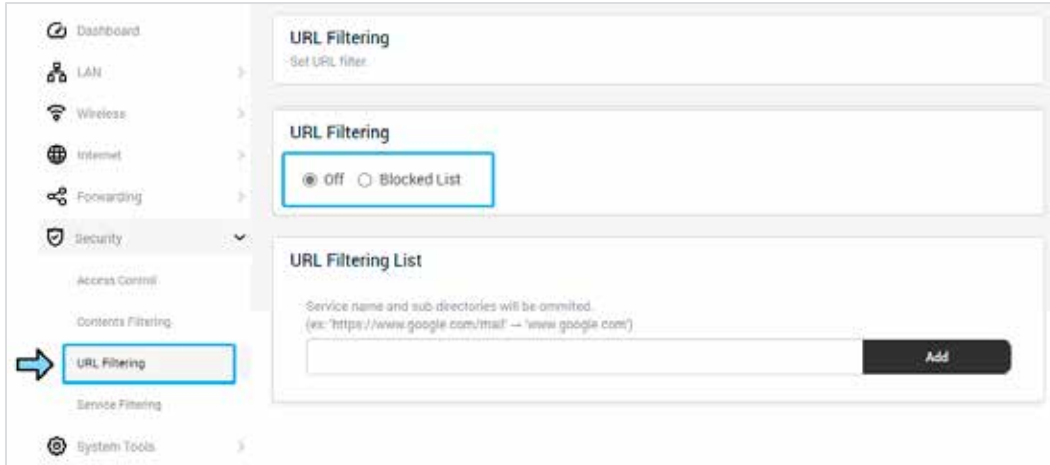 Dashboard
LAN
Wireless
Internet
Forwarding
Security
Access Control
Contents Filtering
URL Filtering
Service Filtering
System Tools
URL Filtering
Set URL filter.
URL Filtering
Off Blocked List
URL Filtering List
Service name and sub directories will be ommited.
(ex: 'https://www.google.com/mail' → 'www.google.com')
Add